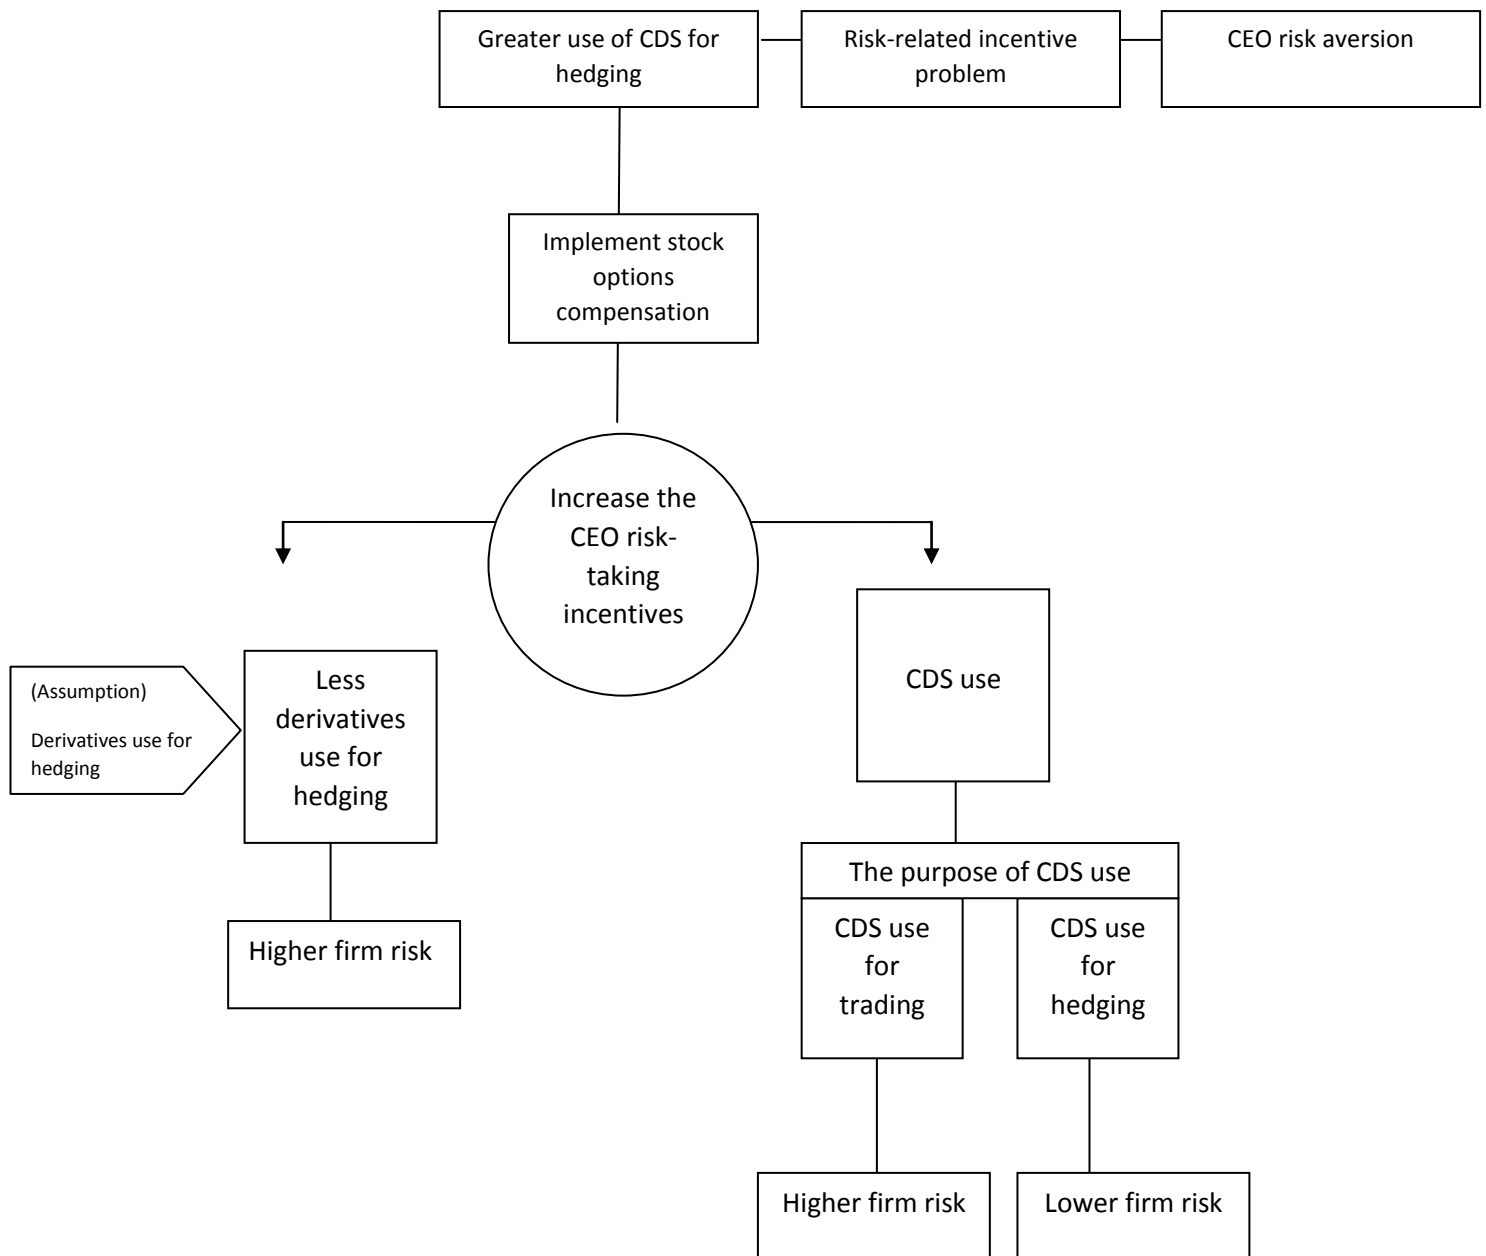 Greater use of CDS for
hedging
Risk-related incentive
problem
CEO risk aversion
Implement stock
options
compensation
Increase the
CEO risk-
taking
incentives
(Assumption)
Derivatives use for
hedging
Less
derivatives
use for
hedging
Higher firm risk
CDS use
The purpose of CDS use
CDS use
for
trading
CDS use
for
hedging
Higher firm risk
Lower firm risk